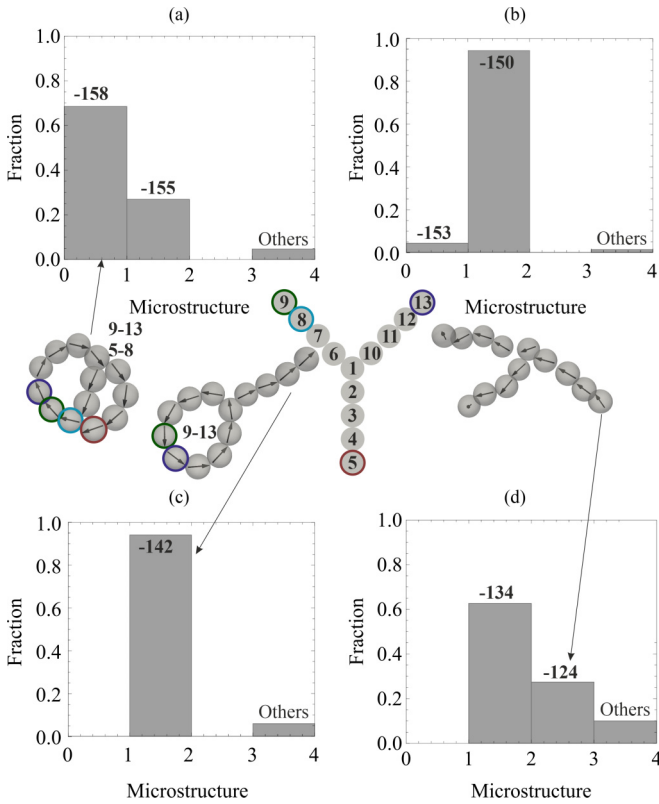 (a)
1.0
0.8
0.6
0.4
0.2
0.0
Fraction
-158
-155
Others
0 1 2 3 4
Microstructure
(b)
1.0
0.8
0.6
0.4
0.2
0.0
Fraction
-153
-150
Others
0 1 2 3 4
Microstructure
9-13
5-8
9-13
9
8
7
6
1
10
11
12
13
2
3
4
5
(c)
1.0
0.8
0.6
0.4
0.2
0.0
Fraction
-142
Others
0 1 2 3 4
Microstructure
(d)
1.0
0.8
0.6
0.4
0.2
0.0
Fraction
-134
-124
Others
0 1 2 3 4
Microstructure